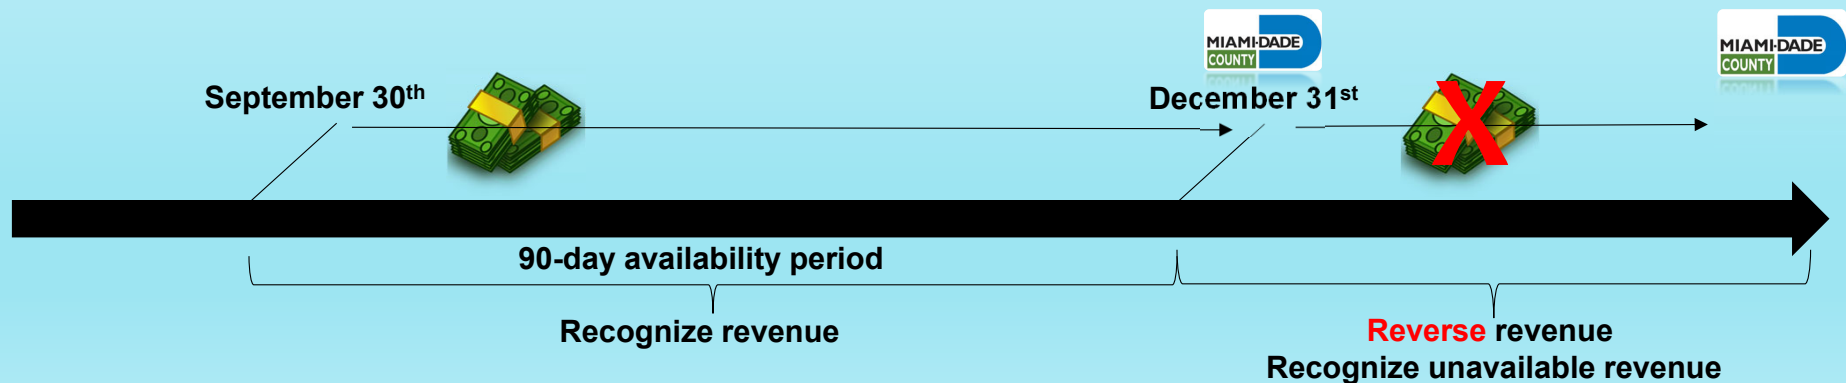 MIAMI-DADE
COUNTY
MIAMI-DADE
COUNTY
September 30th
December 31st
X
90-day availability period
Recognize revenue
Reverse revenue
Recognize unavailable revenue